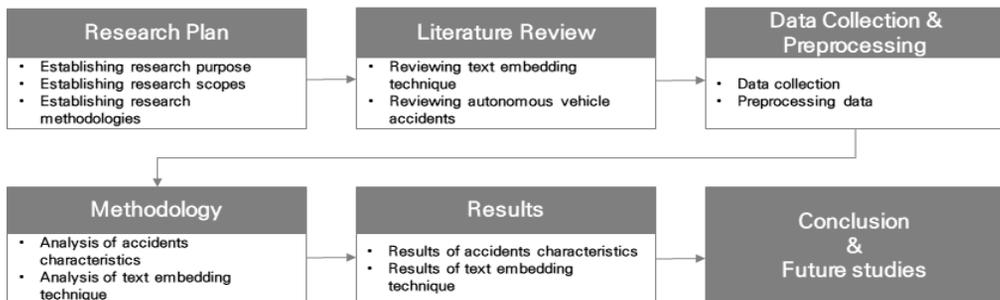 Research Plan
• Establishing research purpose
• Establishing research scopes
• Establishing research
methodologies
Literature Review
• Reviewing text embedding
technique
• Reviewing autonomous vehicle
accidents
Data Collection &
Preprocessing
• Data collection
• Preprocessing data
Methodology
• Analysis of accidents
characteristics
• Analysis of text embedding
technique
Results
• Results of accidents characteristics
• Results of text embedding
technique
Conclusion
&
Future studies